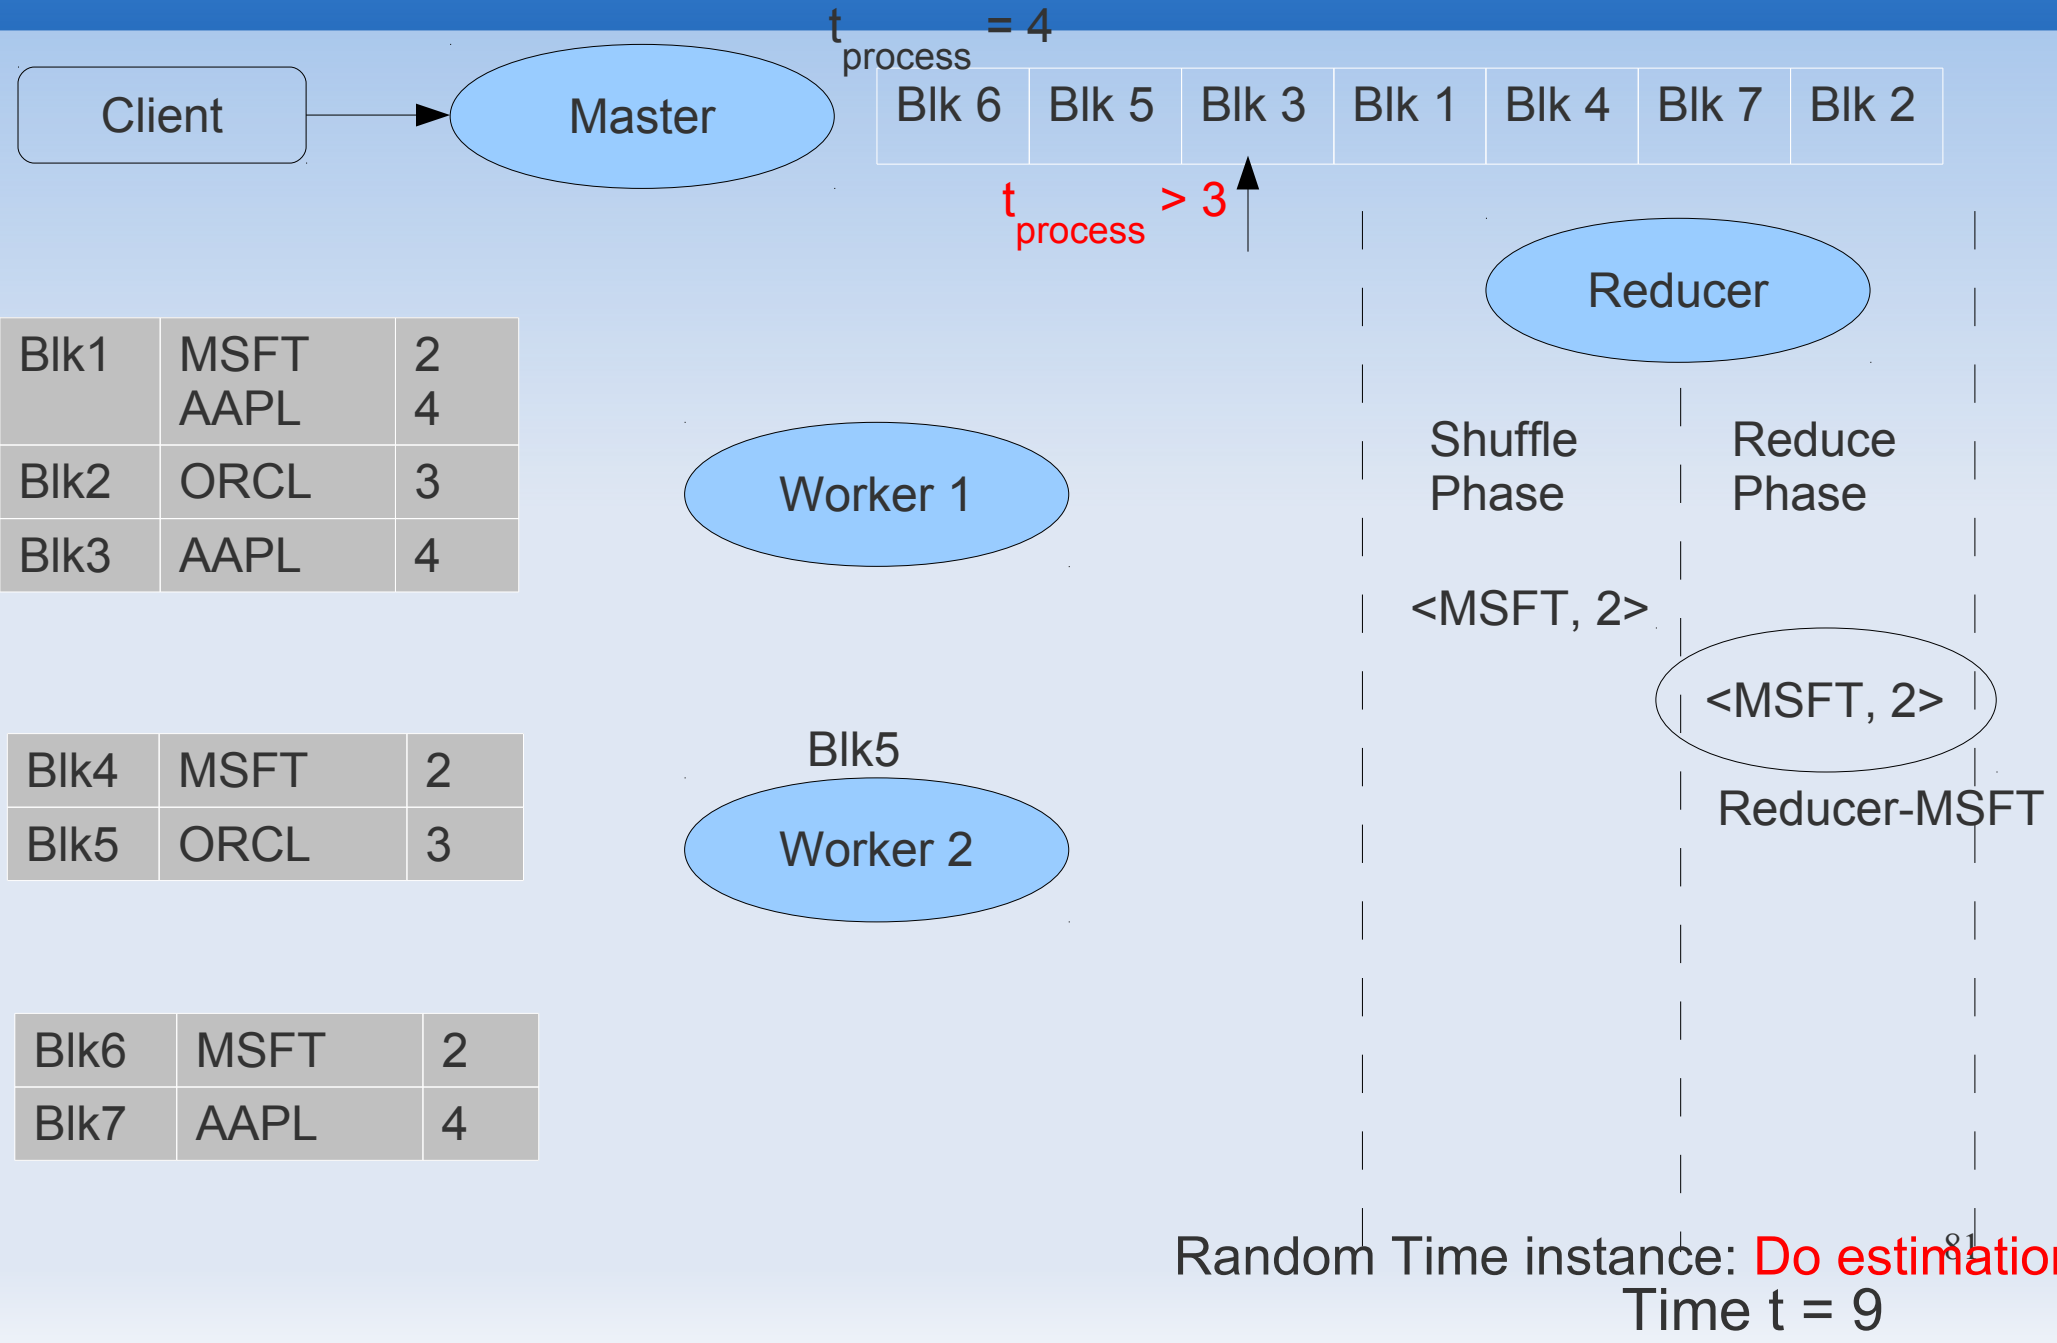 t process = 4
Client
Master
Blk 6 Blk 5 Blk 3 Blk 1 Blk 4 Blk 7 Blk 2
t process > 3
Reducer
Blk1 MSFT 2
AAPL 4
Blk2 ORCL 3
Blk3 AAPL 4
Worker 1
Shuffle
Phase
Reduce
Phase
<MSFT, 2>
<MSFT, 2>
Reducer-MSFT
Blk4 MSFT 2
Blk5 ORCL 3
Blk5
Worker 2
Blk6 MSFT 2
Blk7 AAPL 4
81
Random Time instance: Do estimation
Time t = 9